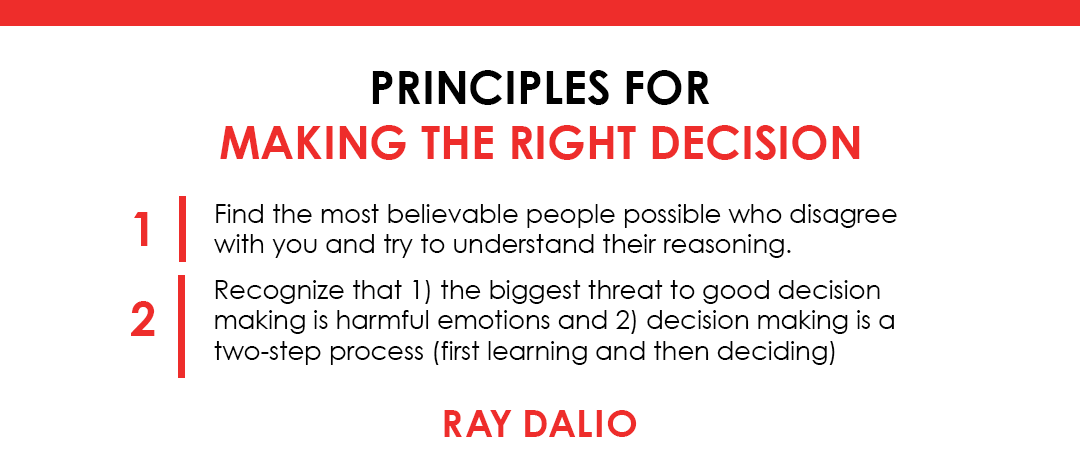 PRINCIPLES FOR
MAKING THE RIGHT DECISION
1
Find the most believable people possible who disagree
with you and try to understand their reasoning.
2
Recognize that 1) the biggest threat to good decision
making is harmful emotions and 2) decision making is a
two-step process (first learning and then deciding)
RAY DALIO